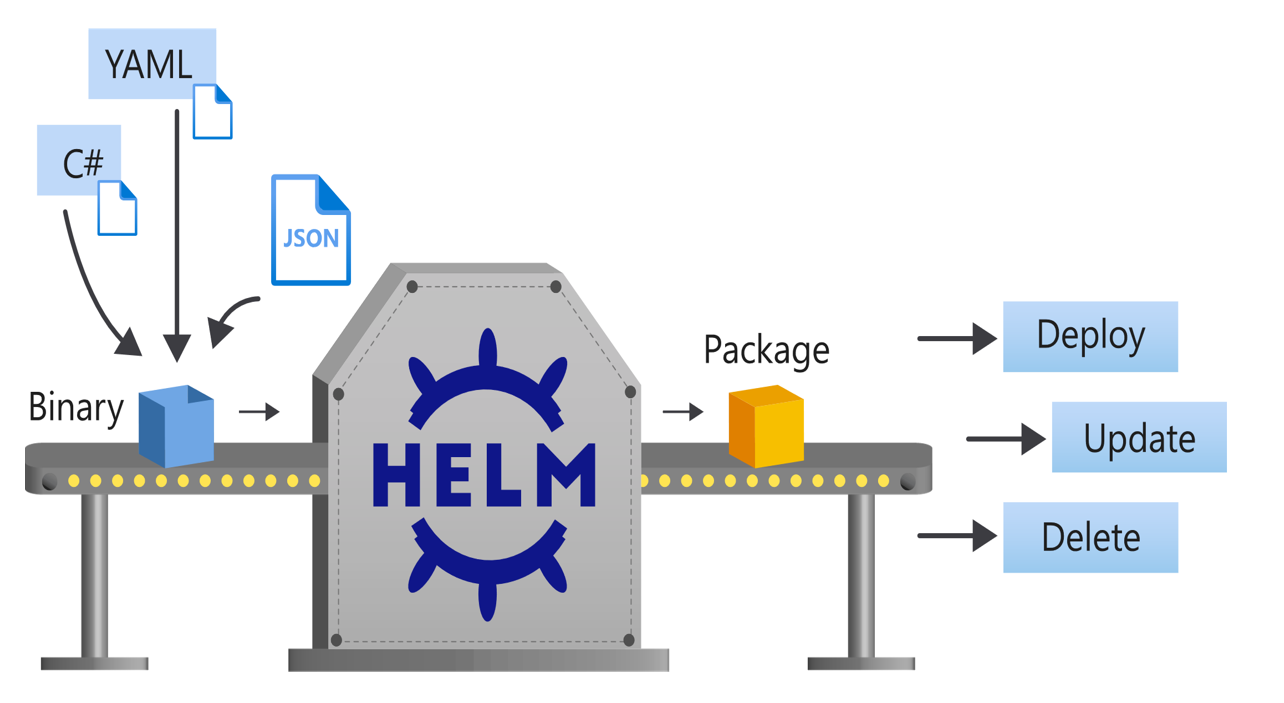 YAML
C#
JSON
Binary
HELM
Package
Deploy
Update
Delete